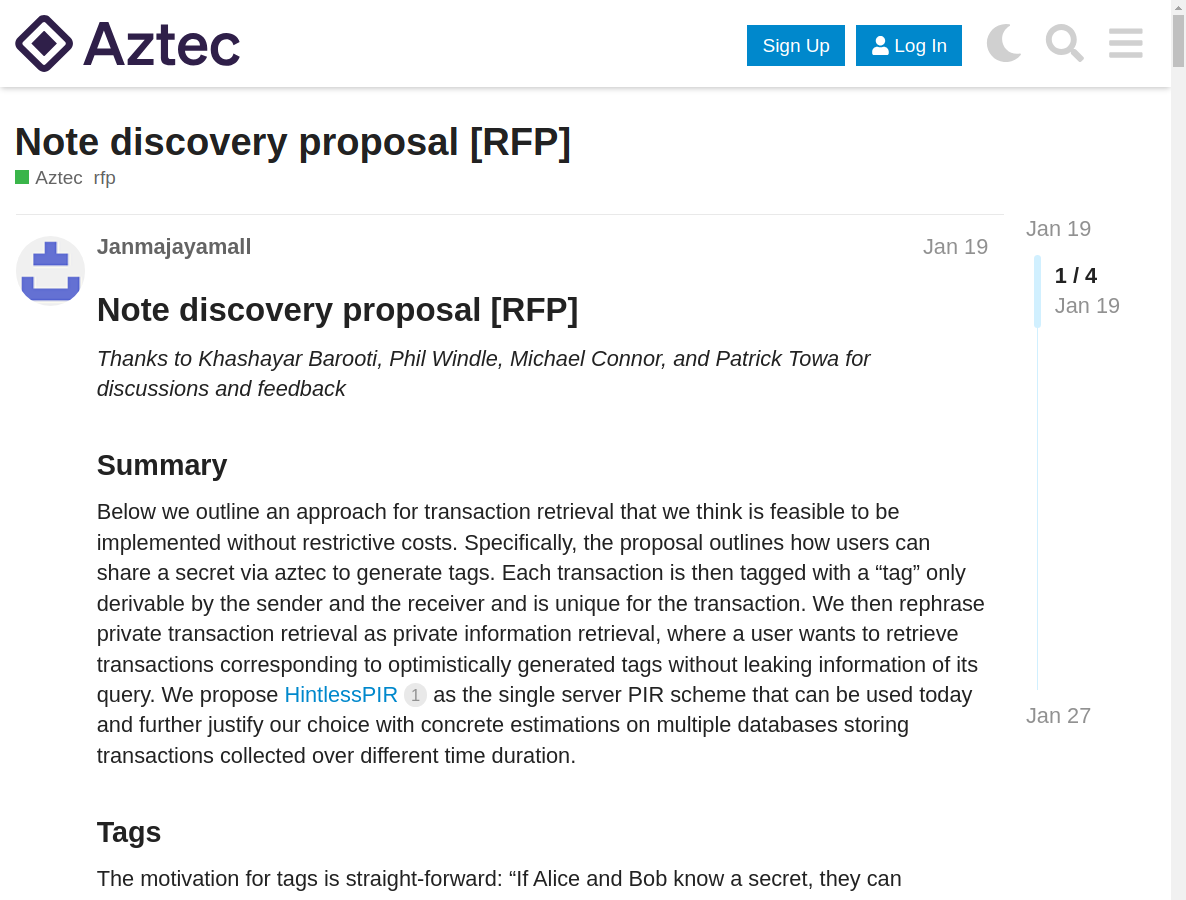 Aztec
Sign Up
Log In
Note discovery proposal [RFP]
Aztec rfp
Janmajayamall
Jan 19
Note discovery proposal [RFP]
Thanks to Khashayar Barooti, Phil Windle, Michael Connor, and Patrick Towa for
discussions and feedback
Summary
Below we outline an approach for transaction retrieval that we think is feasible to be
implemented without restrictive costs. Specifically, the proposal outlines how users can
share a secret via aztec to generate tags. Each transaction is then tagged with a “tag” only
derivable by the sender and the receiver and is unique for the transaction. We then rephrase
private transaction retrieval as private information retrieval, where a user wants to retrieve
transactions corresponding to optimistically generated tags without leaking information of its
query. We propose HintlessPIR 1 as the single server PIR scheme that can be used today
and further justify our choice with concrete estimations on multiple databases storing
transactions collected over different time duration.
Tags
The motivation for tags is straight-forward: “If Alice and Bob know a secret, they can
Jan 19
1 / 4
Jan 19
Jan 27